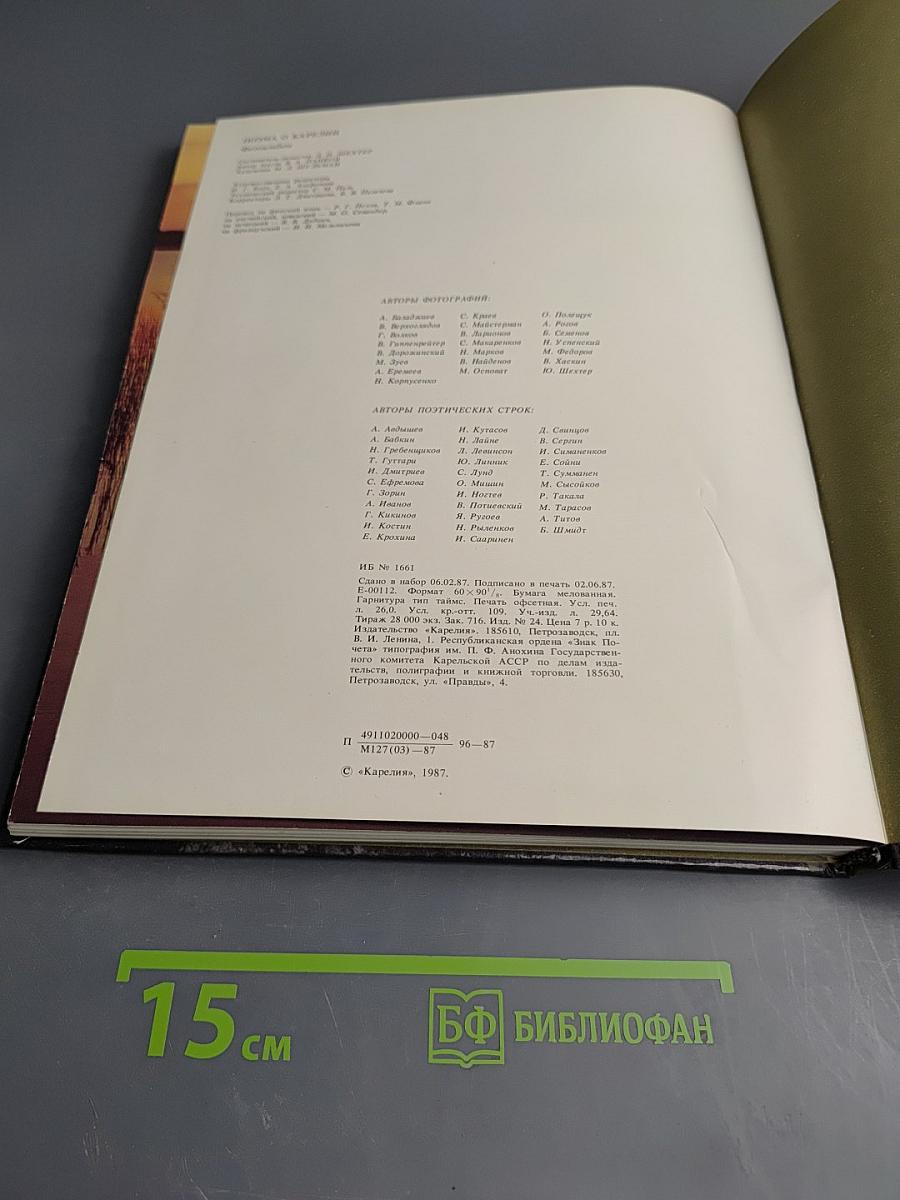 О КАРЕЛИИ
Фотоальбом
АВТОРЫ ФОТОГРАФИЙ:
А. Баладжиев
В. Верхоглядов
Г. Волков
В. Гиппенрейтер
В. Дорожинский
М. Зуев
А. Еремеев
Н. Корпусенко
С. Краев
С. Майстерман
В. Ларионов
С. Макаренков
Н. Марков
В. Найденов
М. Осповат
О. Полещук
А. Рогов
Б. Семенов
Н. Успенский
М. Федоров
В. Хаскин
Ю. Шехтер
АВТОРЫ ПОЭТИЧЕСКИХ СТРОК:
А. Авдышев
А. Бабкин
Н. Гребенщиков
Т. Гуттари
И. Дмитриев
С. Ефремова
Г. Зорин
А. Иванов
Г. Кикинов
И. Костин
Е. Крохина
И. Кутасов
Н. Лайне
Л. Левинсон
Ю. Линник
С. Лунд
О. Мишин
И. Ногтев
В. Потиевский
Я. Ругоев
Н. Рыленков
И. Сааринен
Д. Свинцов
В. Сергин
И. Симаненков
Е. Сойни
Т. Сумманен
М. Сысойков
Р. Такала
М. Тарасов
А. Титов
Б. Шмидт
ИБ № 1661
Сдано в набор 06.02.87. Подписано в печать 02.06.87.
Е-00112. Формат 60×90¹/₈. Бумага мелованная.
Гарнитура тип таймс. Печать офсетная. Усл. печ.
л. 26,0. Усл. кр.-отт. 109. Уч.-изд. л. 29,64.
Тираж 28 000 экз. Зак. 716. Изд. № 24. Цена 7 р. 10 к.
Издательство «Карелия». 185610, Петрозаводск, пл.
В. И. Ленина, 1. Республиканская ордена «Знак По-
чета» типография им. П. Ф. Анохина Государствен-
ного комитета Карельской АССР по делам изда-
тельств, полиграфии и книжной торговли. 185630,
Петрозаводск, ул. «Правды», 4.
П 4911020000—048
М127(03)—87 96—87
© «Карелия», 1987.
15 см
БФ БИБЛИОФАН